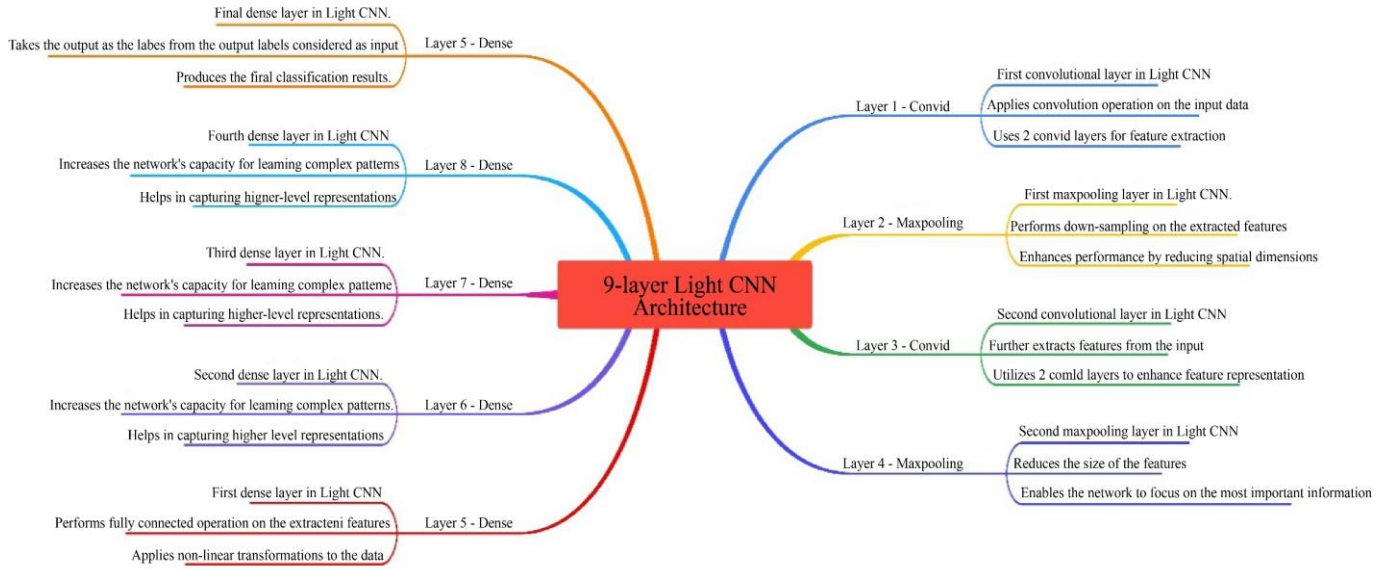 9-layer Light CNN
Architecture
Layer 1 - Convid
First convolutional layer in Light CNN
Applies convolution operation on the input data
Uses 2 convid layers for feature extraction
Layer 2 - Maxpooling
First maxpooling layer in Light CNN.
Performs down-sampling on the extracted features
Enhances performance by reducing spatial dimensions
Layer 3 - Convid
Second convolutional layer in Light CNN
Further extracts features from the input
Utilizes 2 comld layers to enhance feature representation
Layer 4 - Maxpooling
Second maxpooling layer in Light CNN
Reduces the size of the features
Enables the network to focus on the most important information
Layer 5 - Dense
First dense layer in Light CNN
Performs fully connected operation on the extracteni features
Applies non-linear transformations to the data
Layer 6 - Dense
Second dense layer in Light CNN.
Increases the network's capacity for leaming complex patterns.
Helps in capturing higher level representations
Layer 7 - Dense
Third dense layer in Light CNN.
Increases the network's capacity for leaming complex patteme
Helps in capturing higher-level representations.
Layer 8 - Dense
Fourth dense layer in Light CNN
Increases the network's capacity for leaming complex patterns
Helps in capturing higner-level representations
Layer 5 - Dense
Final dense layer in Light CNN.
Takes the output as the labes from the output labels considered as input
Produces the firal classification results.